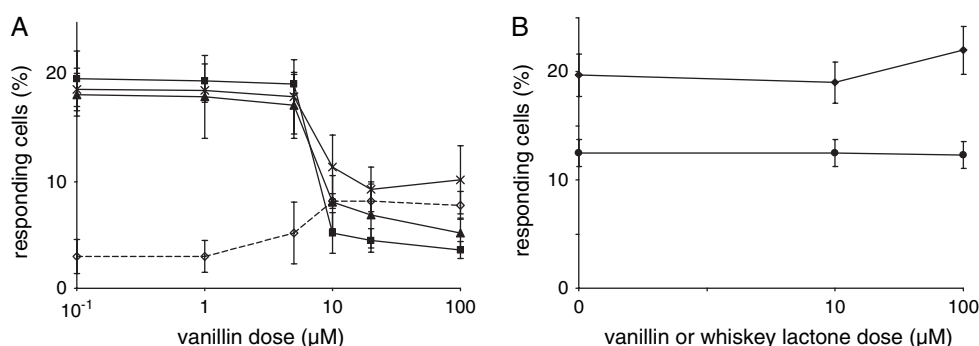 A
responding cells (%)
20
10
0
10-1
1
10
100
vanillin dose (µM)
B
responding cells (%)
20
10
0
0
10
100
vanillin or whiskey lactone dose (µM)